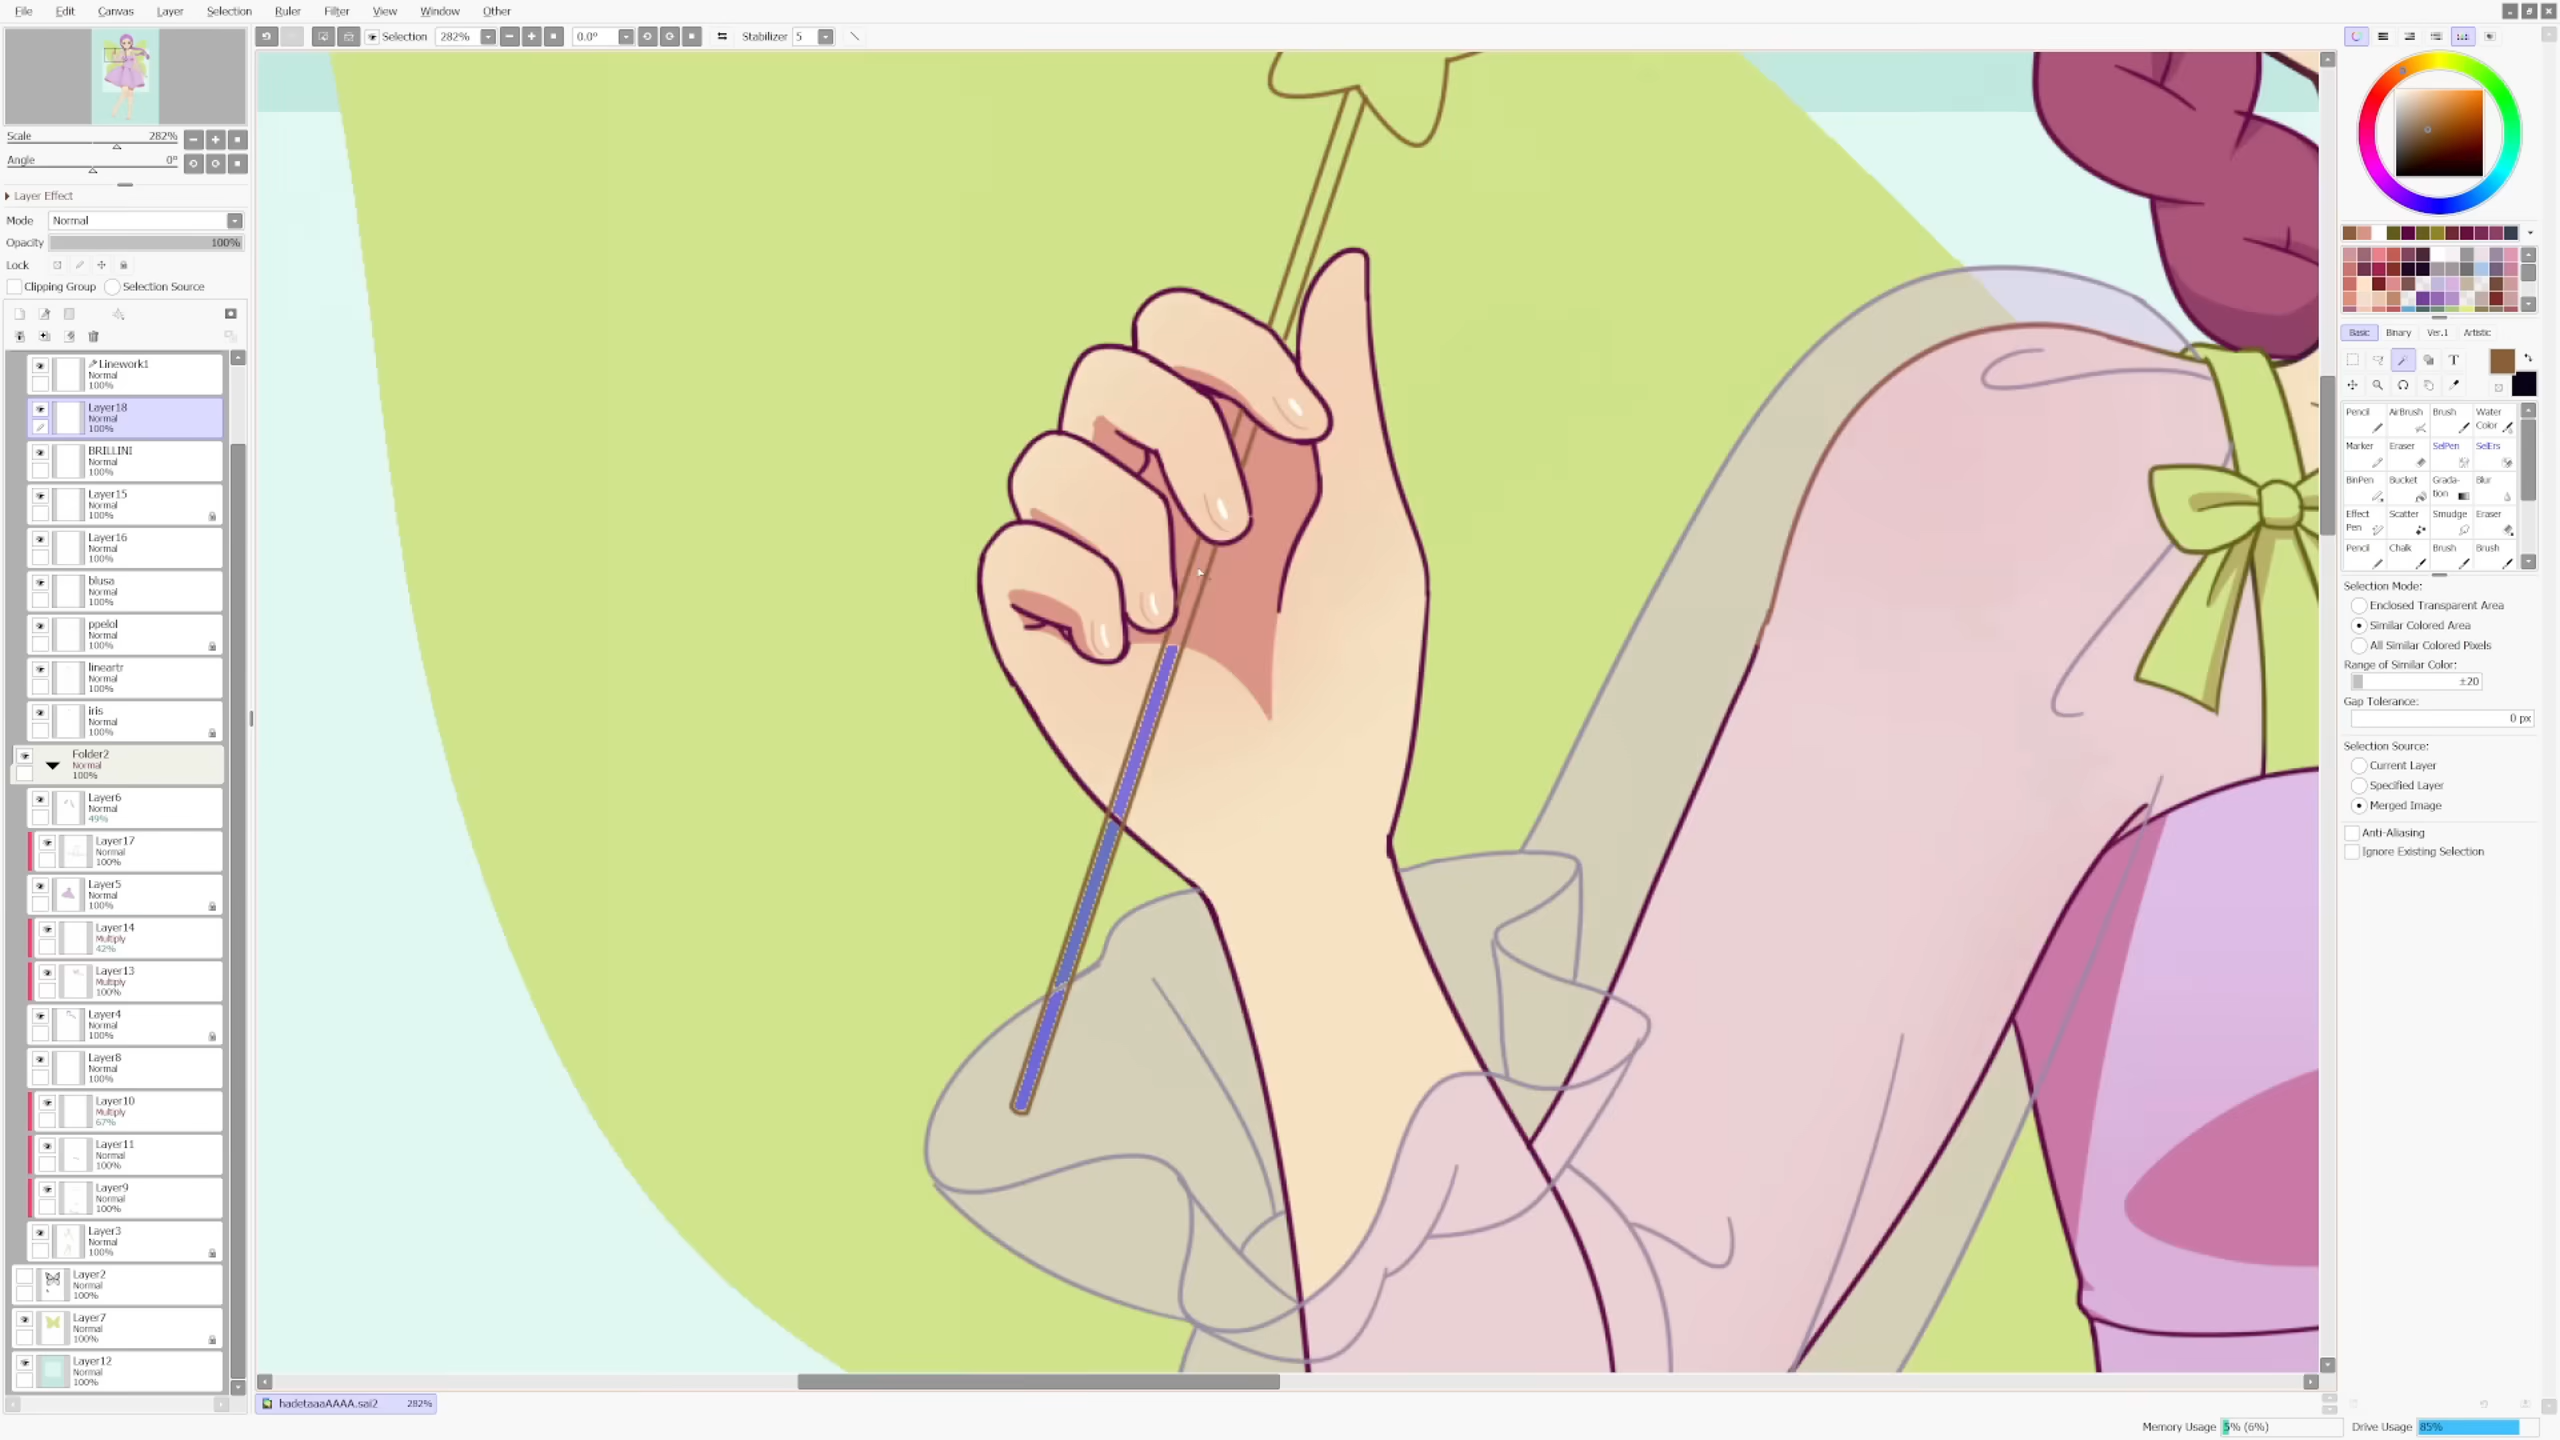 File Edit Canvas Layer Selection Ruler Filter View Window Other
Selection 282% 0.0° Stabilizer 5
Scale 282%
Angle 0°
Layer Effect
Mode Normal
Opacity 100%
Lock
Clipping Group Selection Source
Linework1
Normal
100%
Layer18
Normal
100%
BRILLINI
Normal
100%
Layer15
Normal
100%
Layer16
Normal
100%
blusa
Normal
100%
ppelol
Normal
100%
lineartr
Normal
100%
iris
Normal
100%
Folder2
Normal
100%
Layer6
Normal
49%
Layer17
Normal
100%
Layer5
Normal
100%
Layer14
Multiply
42%
Layer13
Multiply
100%
Layer4
Normal
100%
Layer8
Normal
100%
Layer10
Multiply
67%
Layer11
Normal
100%
Layer9
Normal
100%
Layer3
Normal
100%
Layer2
Normal
100%
Layer7
Normal
100%
Layer12
Normal
100%
hadetaaaAAAA.sai2 282%
Basic Binary Ver.1 Artistic
T
Pencil AirBrush Brush Water Color
Marker Eraser SelPen SelErs
BinPen Bucket Grada-tion Blur
Effect Pen Scatter Smudge Eraser
Pencil Chalk Brush Brush
Selection Mode:
Enclosed Transparent Area
Similar Colored Area
All Similar Colored Pixels
Range of Similar Color:
±20
Gap Tolerance:
0 px
Selection Source:
Current Layer
Specified Layer
Merged Image
Anti-Aliasing
Ignore Existing Selection
Memory Usage 5% (6%) Drive Usage 85%